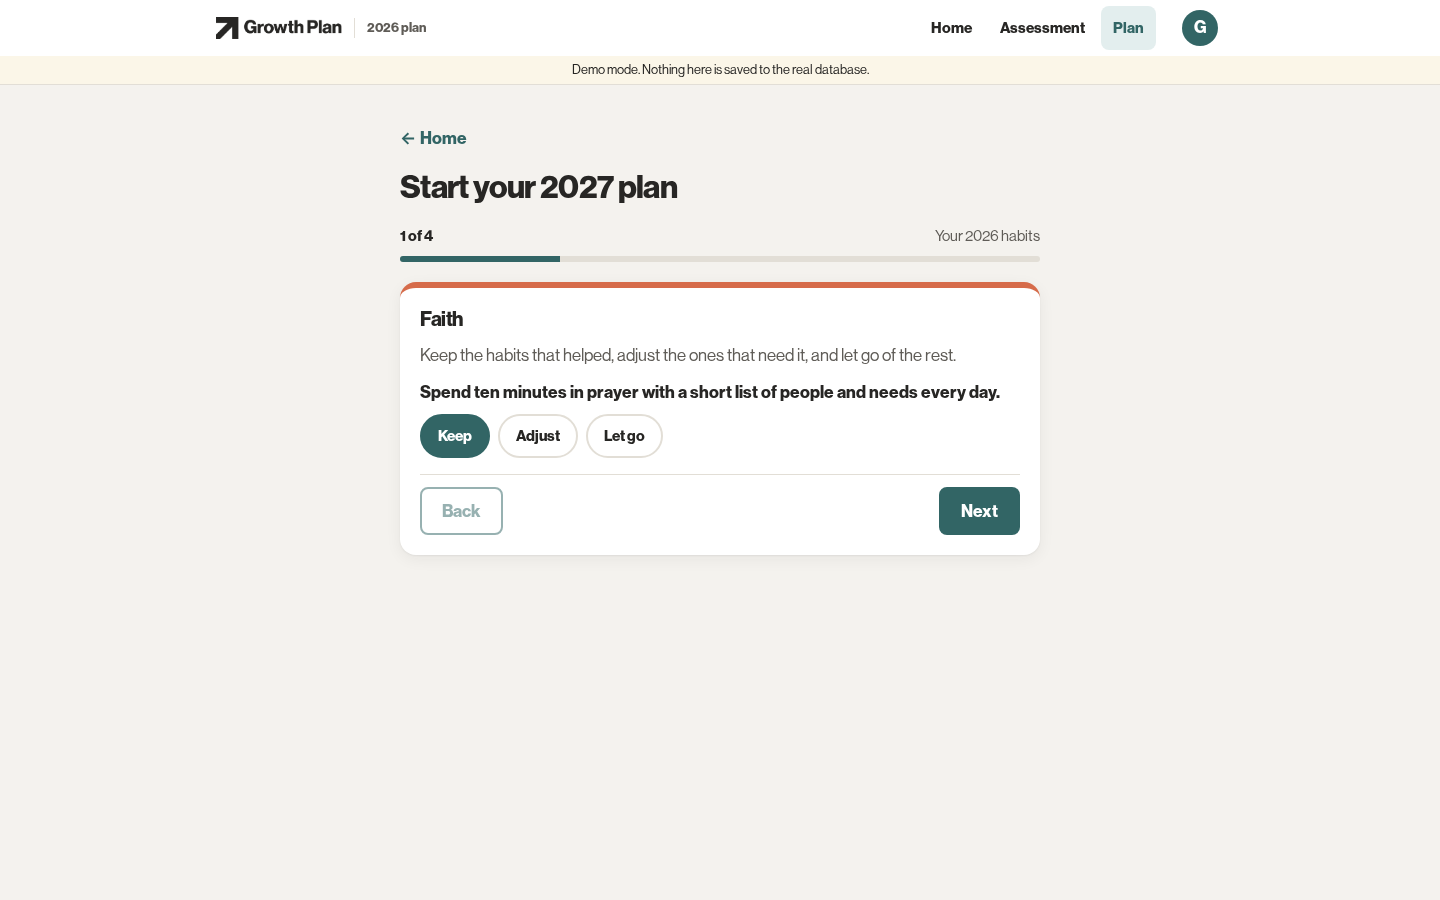 Growth Plan
2026 plan
Home
Assessment
Plan
G
Demo mode. Nothing here is saved to the real database.
← Home
Start your 2027 plan
1 of 4
Your 2026 habits
Faith
Keep the habits that helped, adjust the ones that need it, and let go of the rest.
Spend ten minutes in prayer with a short list of people and needs every day.
Keep
Adjust
Let go
Back
Next